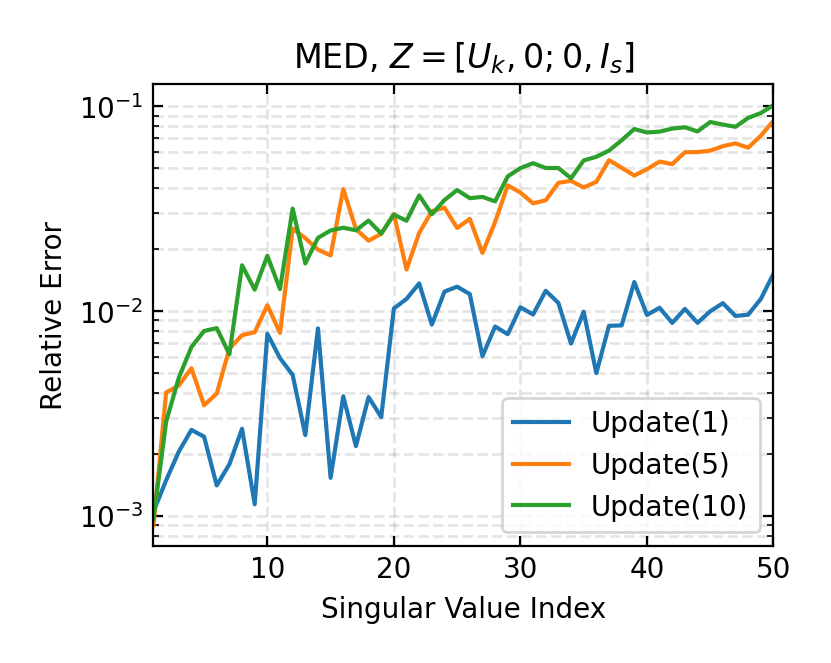 MED, $Z = [U_k, 0; 0, I_s]$
Relative Error
10⁻¹
10⁻²
10⁻³
10
20
30
40
50
Singular Value Index
Update(1)
Update(5)
Update(10)